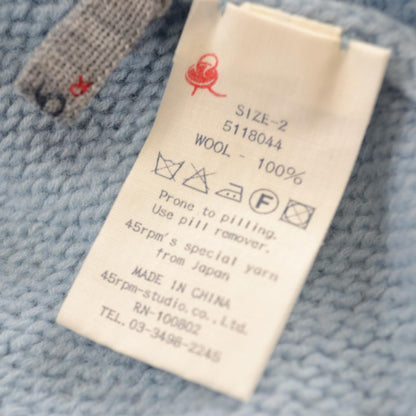 SIZE-2
5118044
WOOL - 100%
F
Prone to pilling.
Use pill remover.
45rpm's special yarn
from Japan
MADE IN CHINA
45rpm-studio.co.,Ltd.
RN-100802
TEL. 03-3498-2245